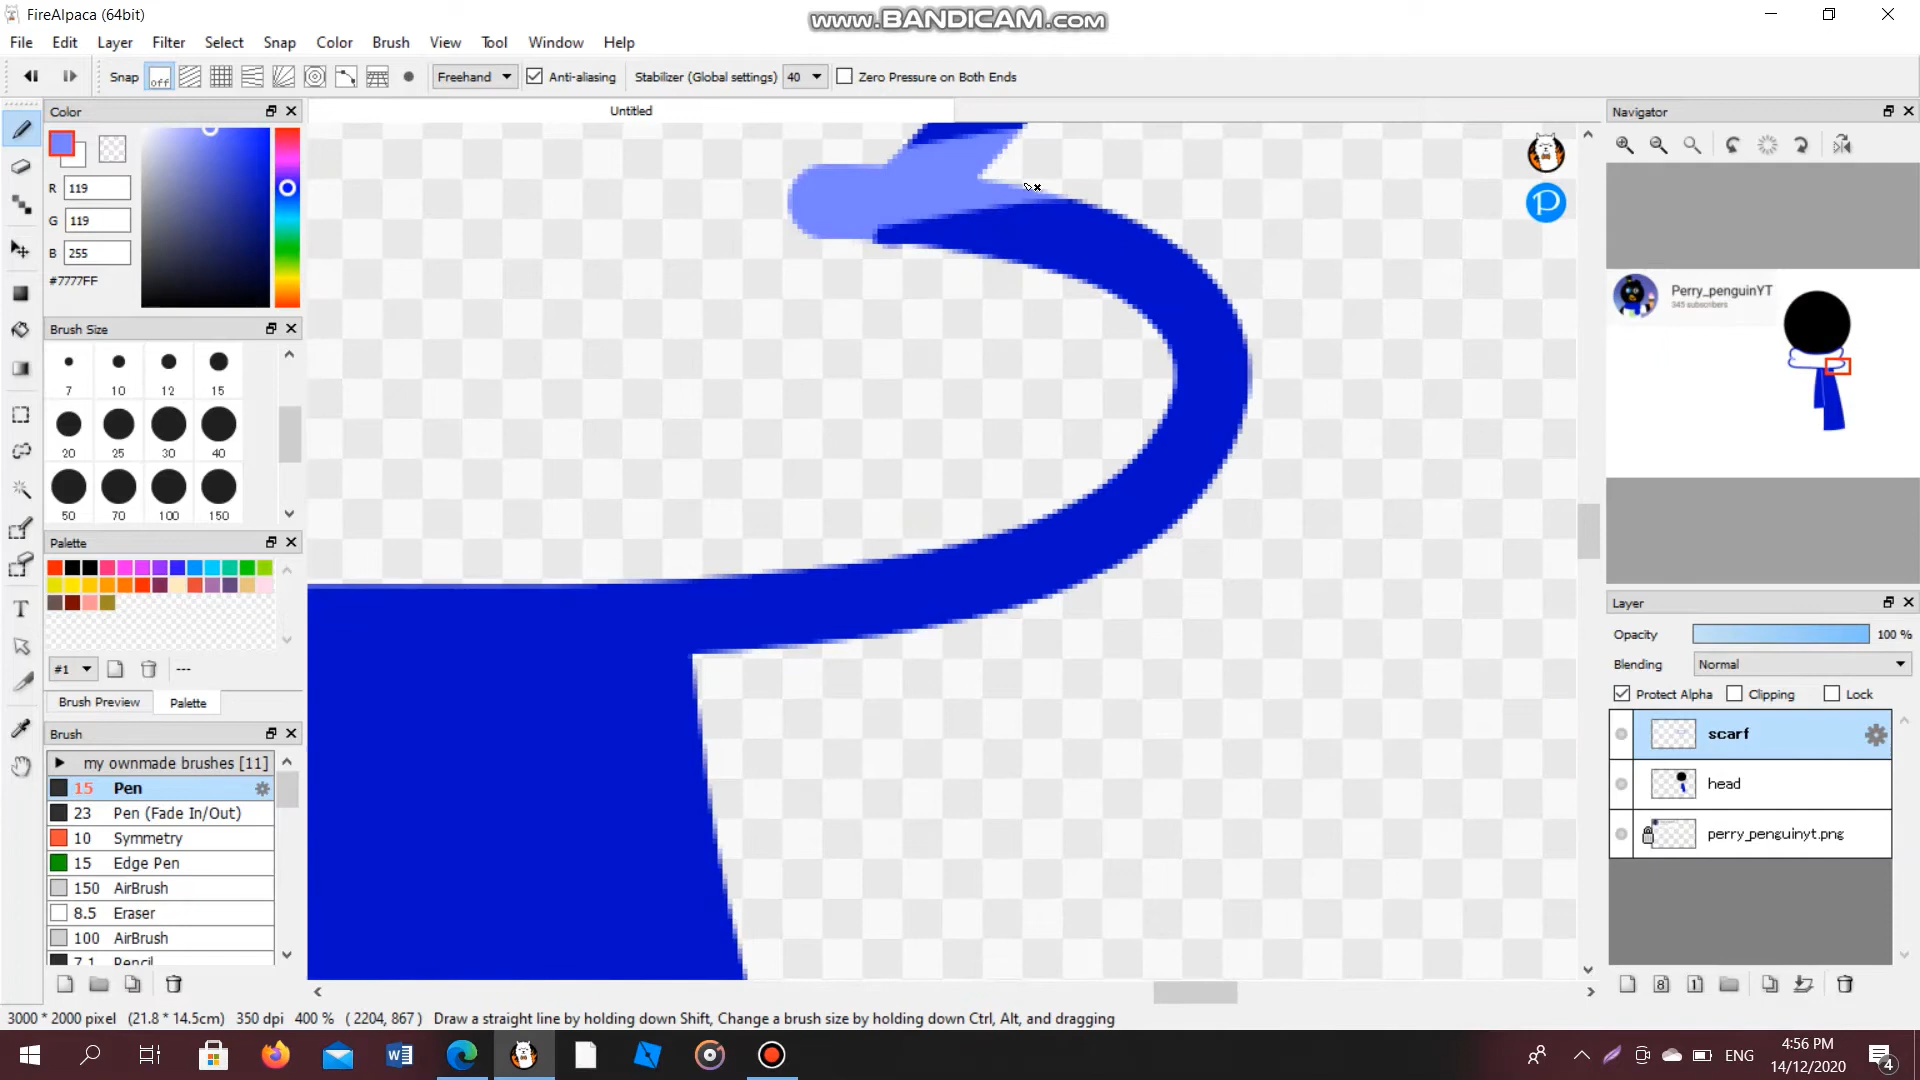 FireAlpaca (64bit)
www.BANDICAM.com
File Edit Layer Filter Select Snap Color Brush View Tool Window Help
Snap off Freehand Anti-aliasing Stabilizer (Global settings) 40 Zero Pressure on Both Ends
Color
R 119
G 119
B 255
#7777FF
Brush Size
7 10 12 15
20 25 30 40
50 70 100 150
Palette
#1 ---
Brush Preview Palette
Brush
my ownmade brushes [11]
15 Pen
23 Pen (Fade In/Out)
10 Symmetry
15 Edge Pen
150 AirBrush
8.5 Eraser
100 AirBrush
7.1 Pencil
Untitled
Navigator
Perry_penguinYT
345 subscribers
Layer
Opacity 100 %
Blending Normal
Protect Alpha Clipping Lock
scarf
head
perry_penguinyt.png
3000 * 2000 pixel (21.8 * 14.5cm) 350 dpi 400 % ( 2204, 867 ) Draw a straight line by holding down Shift, Change a brush size by holding down Ctrl, Alt, and dragging
ENG
4:56 PM
14/12/2020
4